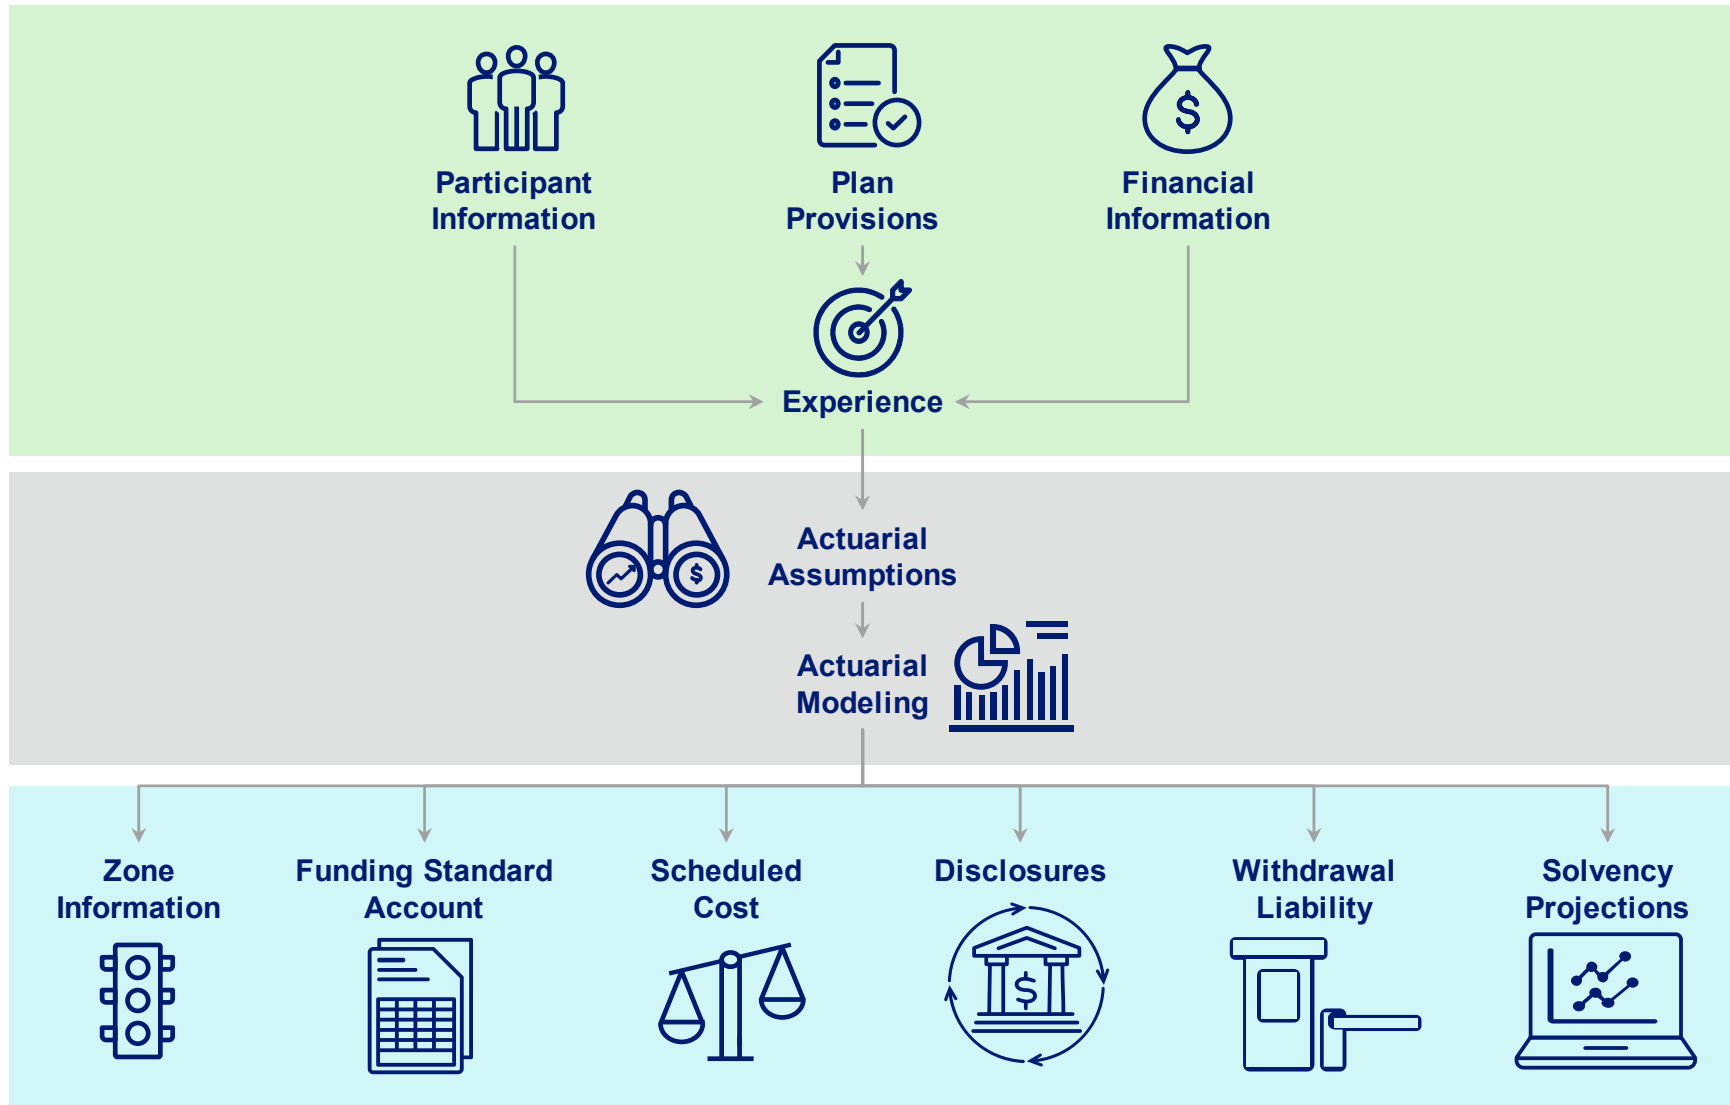 Participant
Information
Plan
Provisions
Financial
Information
Experience
Actuarial
Assumptions
Actuarial
Modeling
Zone
Information
Funding Standard
Account
Scheduled
Cost
Disclosures
Withdrawal
Liability
Solvency
Projections